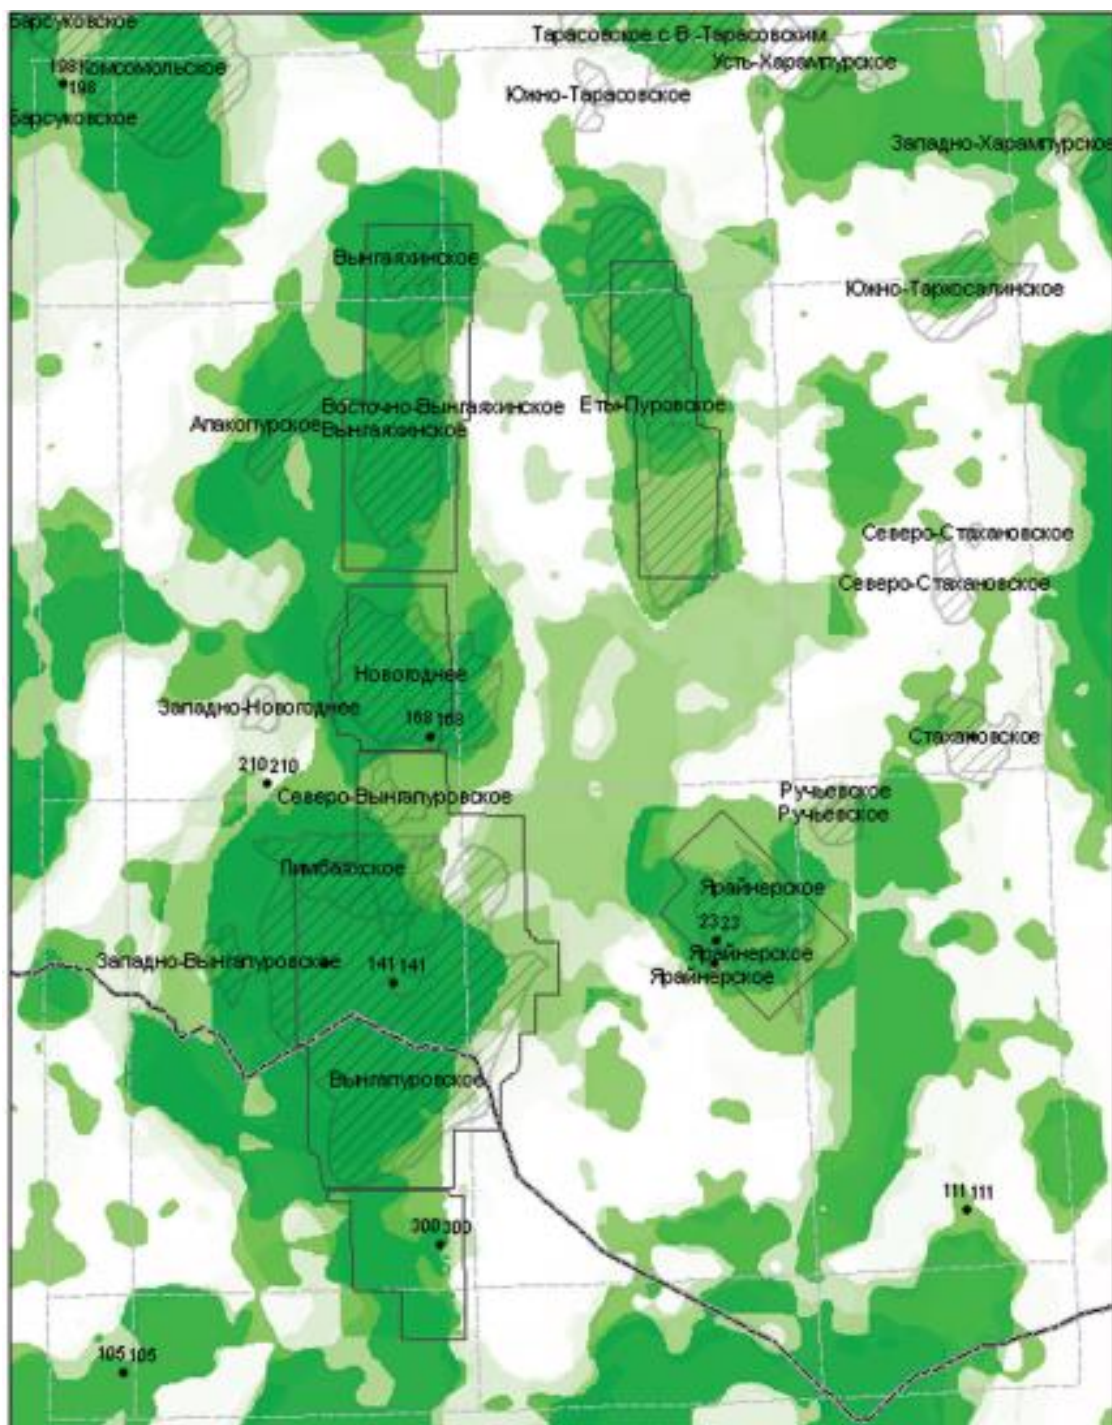 Барсуковское
Тарасовское с В.-Тарасовским
Усть-Харампурское
198 Комсомольское
198
Южно-Тарасовское
Барсуковское
Западно-Харампурское
Вынгаяхинское
Южно-Таркосалинское
Восточно-Вынгаяхинское
Еты-Пуровское
Апакопурское
Вынгаяхинское
Северо-Стахановское
Северо-Стахановское
Новогоднее
Западно-Новогоднее
168 168
Стахановское
210 210
Северо-Вынгапуровское
Ручьевское
Ручьевское
Лимбаяхское
Ярайнерское
23 23
Ярайнерское
Западно-Вынгапуровское
141 141
Ярайнерское
Вынгапуровское
111 111
300 300
105 105